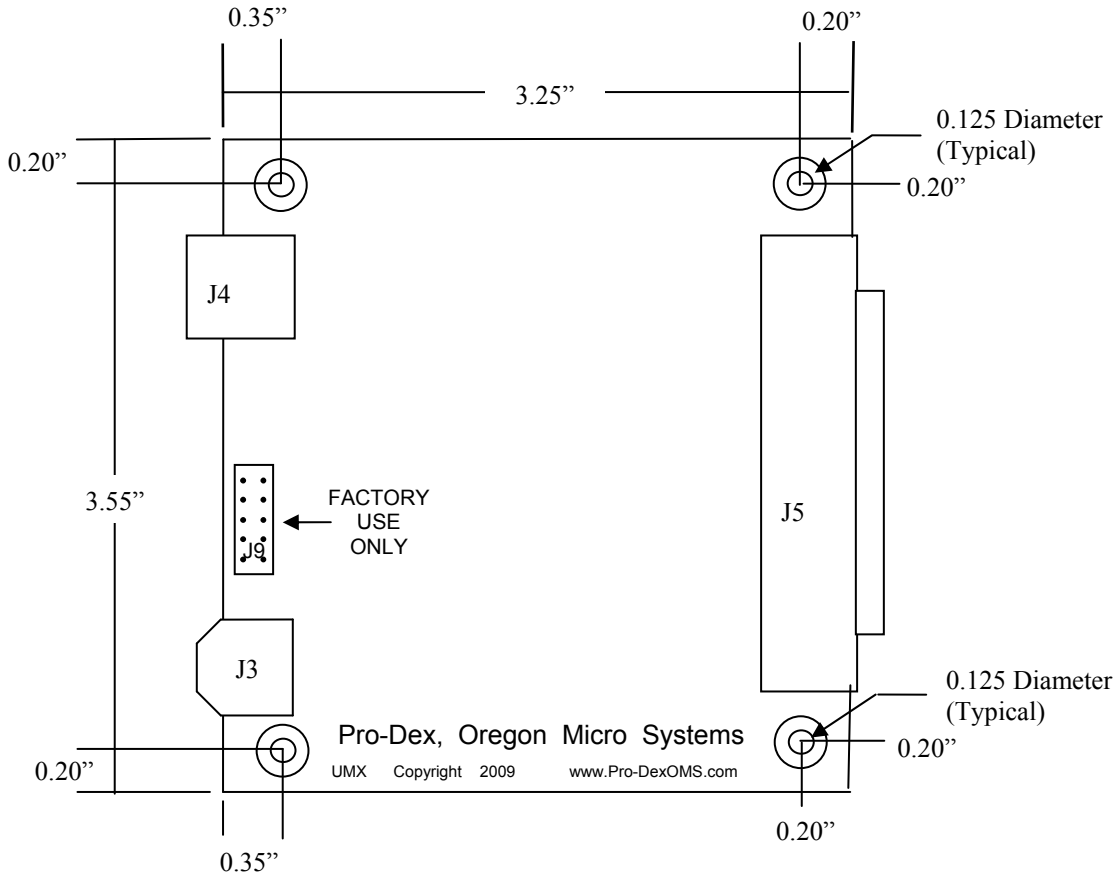 0.35”
0.20”
3.25”
0.125 Diameter
(Typical)
0.20”
0.20”
J4
3.55”
FACTORY
USE
ONLY
J9
J5
J3
0.125 Diameter
(Typical)
Pro-Dex, Oregon Micro Systems
0.20”
0.20”
UMX Copyright 2009 www.Pro-DexOMS.com
0.20”
0.35”